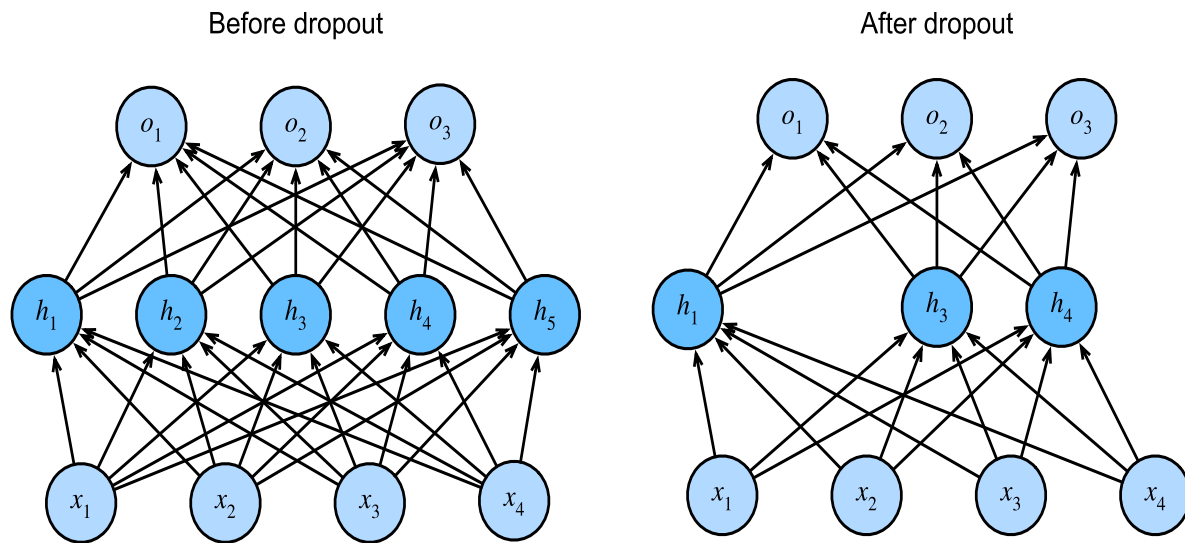 Before dropout
After dropout
o1 o2 o3
o1 o2 o3
h1 h2 h3 h4 h5
h1 h3 h4
x1 x2 x3 x4
x1 x2 x3 x4